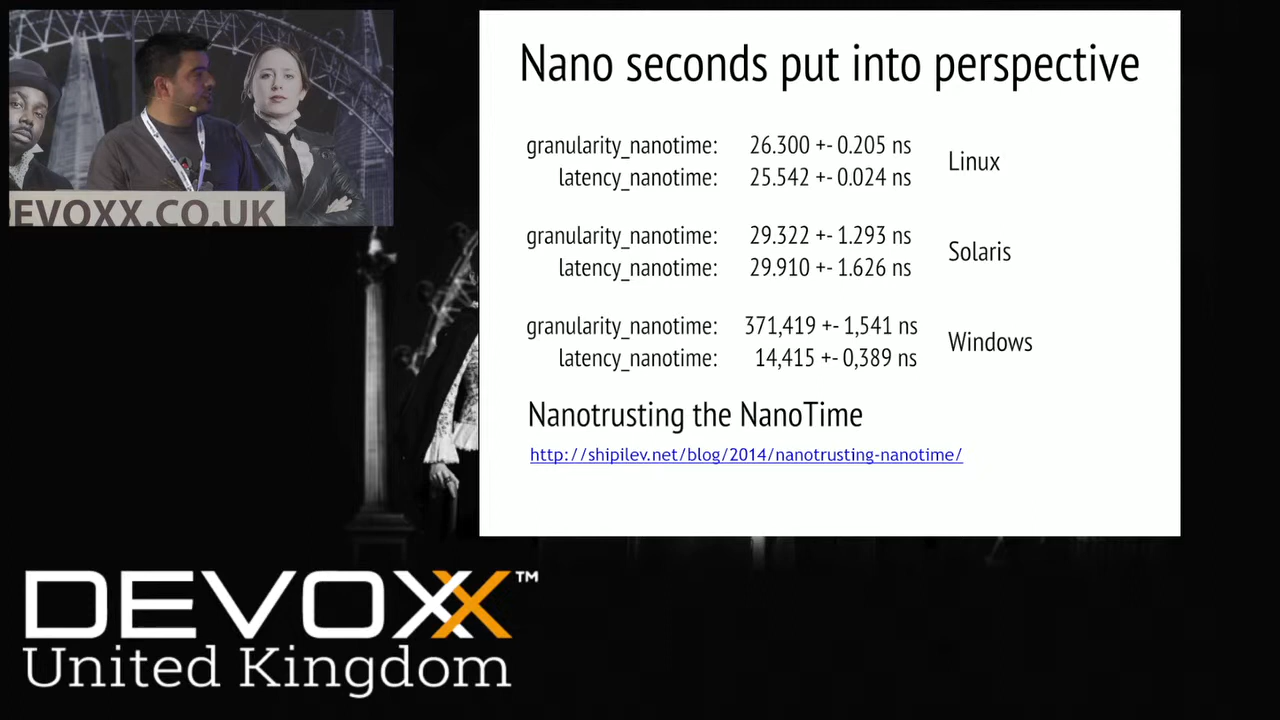 DEVOXX.CO.UK
Nano seconds put into perspective
granularity_nanotime: 26.300 +- 0.205 ns
latency_nanotime: 25.542 +- 0.024 ns
Linux
granularity_nanotime: 29.322 +- 1.293 ns
latency_nanotime: 29.910 +- 1.626 ns
Solaris
granularity_nanotime: 371,419 +- 1,541 ns
latency_nanotime: 14,415 +- 0,389 ns
Windows
Nanotrusting the NanoTime
http://shipilev.net/blog/2014/nanotrusting-nanotime/
DEVOXX™
United Kingdom